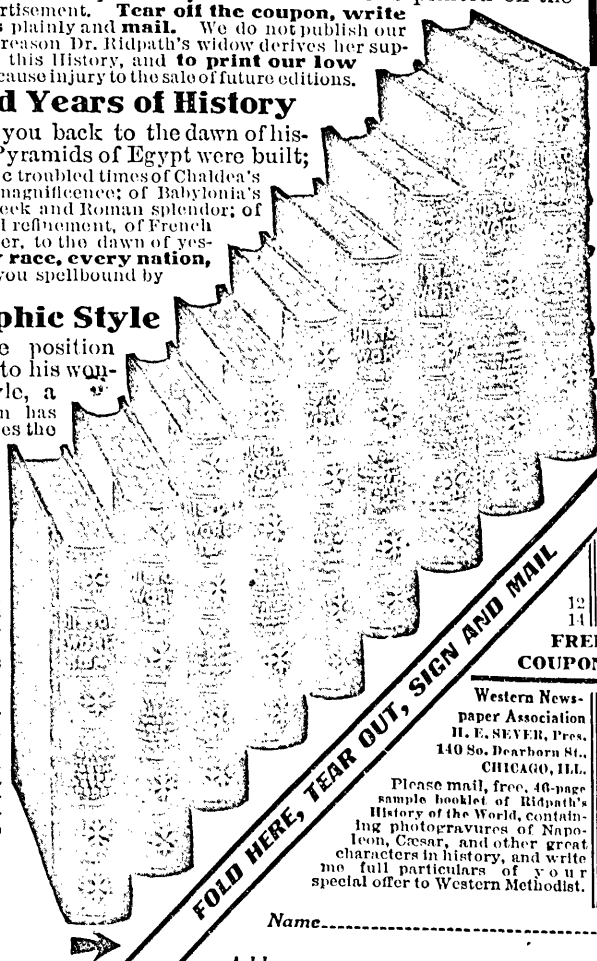 rtisement. Tear off the coupon, write
plainly and mail. We do not publish our
reason Dr. Ridpath's widow derives her sup-
this History, and to print our low
cause injury to the sale of future editions.
d Years of History
you back to the dawn of his-
Pyramids of Egypt were built;
c troubled times of Chaldea's
magnificence; of Babylonia's
eek and Roman splendor; of
l refinement, of French
er, to the dawn of yes-
race, every nation,
you spellbound by
phic Style
e position
to his won-
yle, a
n has
es the
FOLD HERE, TEAR OUT, SIGN AND MAIL
12
14
FREE
COUPON
Western News-
paper Association
H. E. SEVER, Pres.
140 So. Dearborn St.,
CHICAGO, ILL.
Please mail, free, 46-page
sample booklet of Ridpath's
History of the World, contain-
ing photogravures of Napo-
leon, Cæsar, and other great
characters in history, and write
me full particulars of your
special offer to Western Methodist.
Name